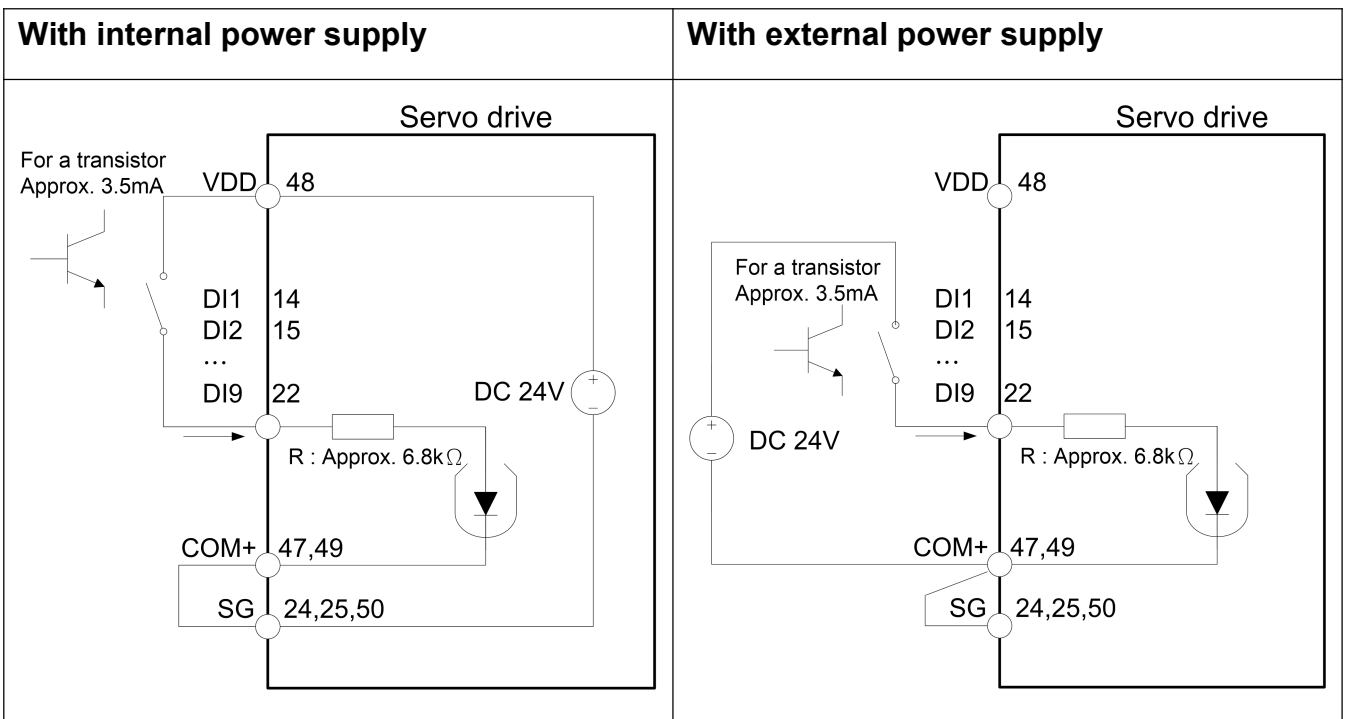 With internal power supply
With external power supply
Servo drive
For a transistor
Approx. 3.5mA
VDD 48
DI1 14
DI2 15
...
DI9 22
DC 24V
+
−
R : Approx. 6.8kΩ
COM+ 47,49
SG 24,25,50
Servo drive
VDD 48
For a transistor
Approx. 3.5mA
DI1 14
DI2 15
...
DI9 22
+
−
DC 24V
R : Approx. 6.8kΩ
COM+ 47,49
SG 24,25,50